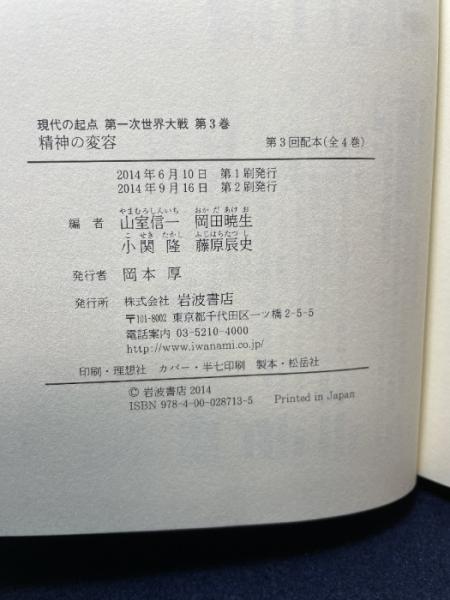 現代の起点 第一次世界大戦 第3巻
精神の変容　第3回配本(全4巻)
2014年6月10日　第1刷発行
2014年9月16日　第2刷発行
やまむろしんいち　おかだあけお
編者　山室信一　岡田暁生
こせきたかし　ふじはらたつし
小関隆　藤原辰史
発行者　岡本厚
発行所　株式会社 岩波書店
〒101-8002 東京都千代田区一ツ橋2-5-5
電話案内 03-5210-4000
http://www.iwanami.co.jp/
印刷・理想社　カバー・半七印刷　製本・松岳社
© 岩波書店 2014
ISBN 978-4-00-028713-5　Printed in Japan